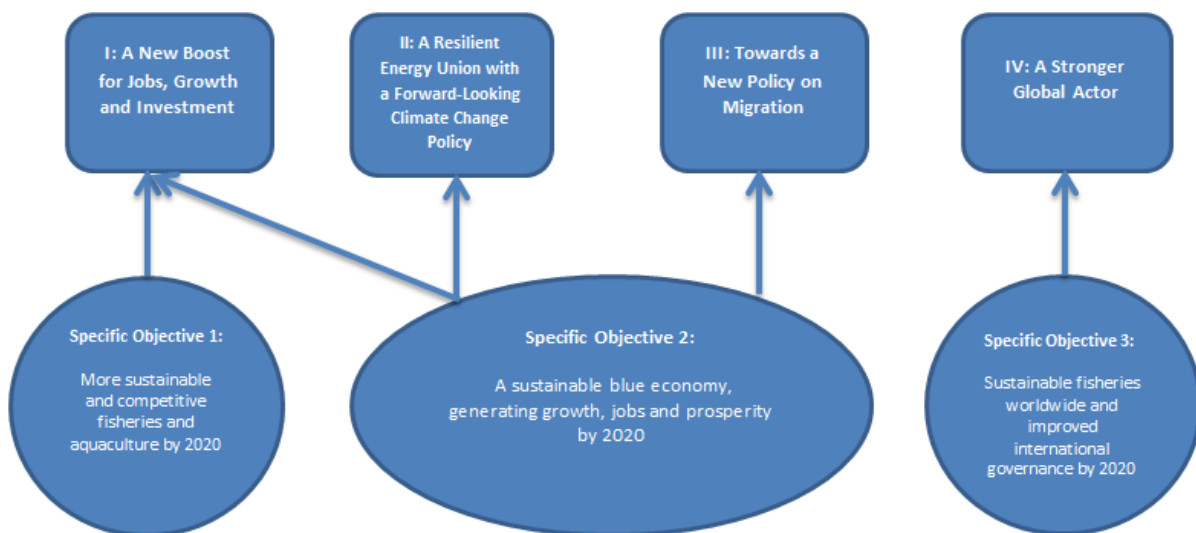 I: A New Boost
for Jobs, Growth
and Investment
II: A Resilient
Energy Union with
a Forward-Looking
Climate Change
Policy
III: Towards a
New Policy on
Migration
IV: A Stronger
Global Actor
Specific Objective 1:
More sustainable
and competitive
fisheries and
aquaculture by 2020
Specific Objective 2:
A sustainable blue economy,
generating growth, jobs and prosperity
by 2020
Specific Objective 3:
Sustainable fisheries
worldwide and
improved
international
governance by 2020